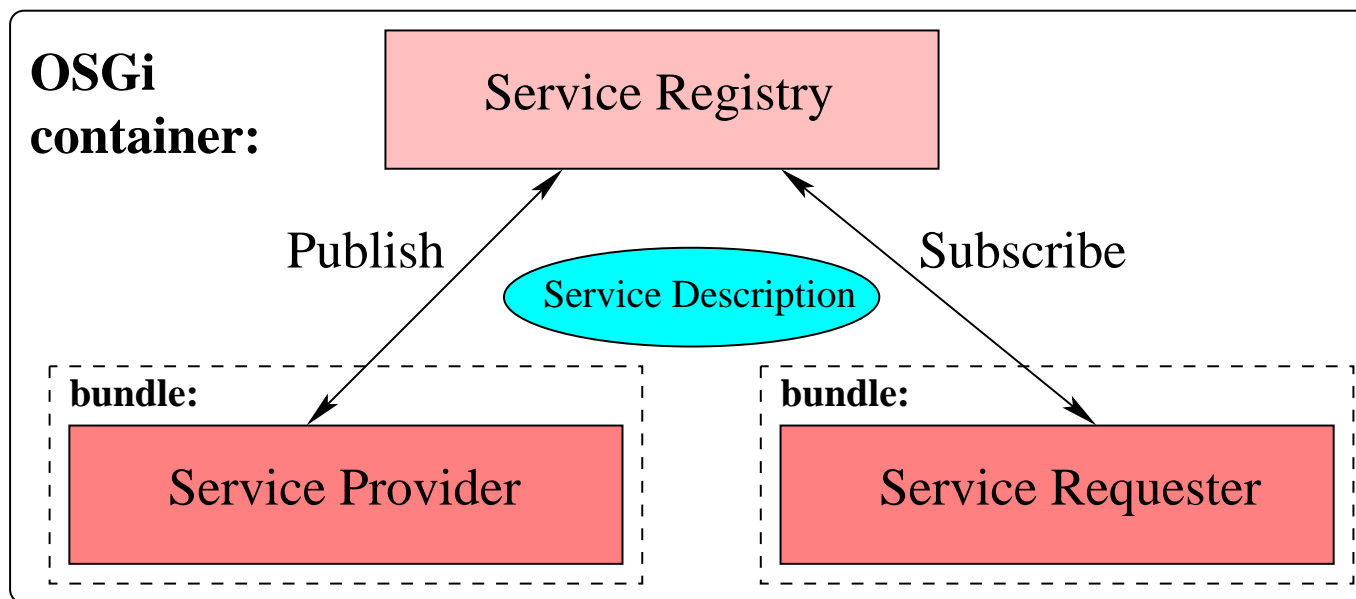 OSGi
container:
Service Registry
Publish
Subscribe
Service Description
bundle:
bundle:
Service Provider
Service Requester